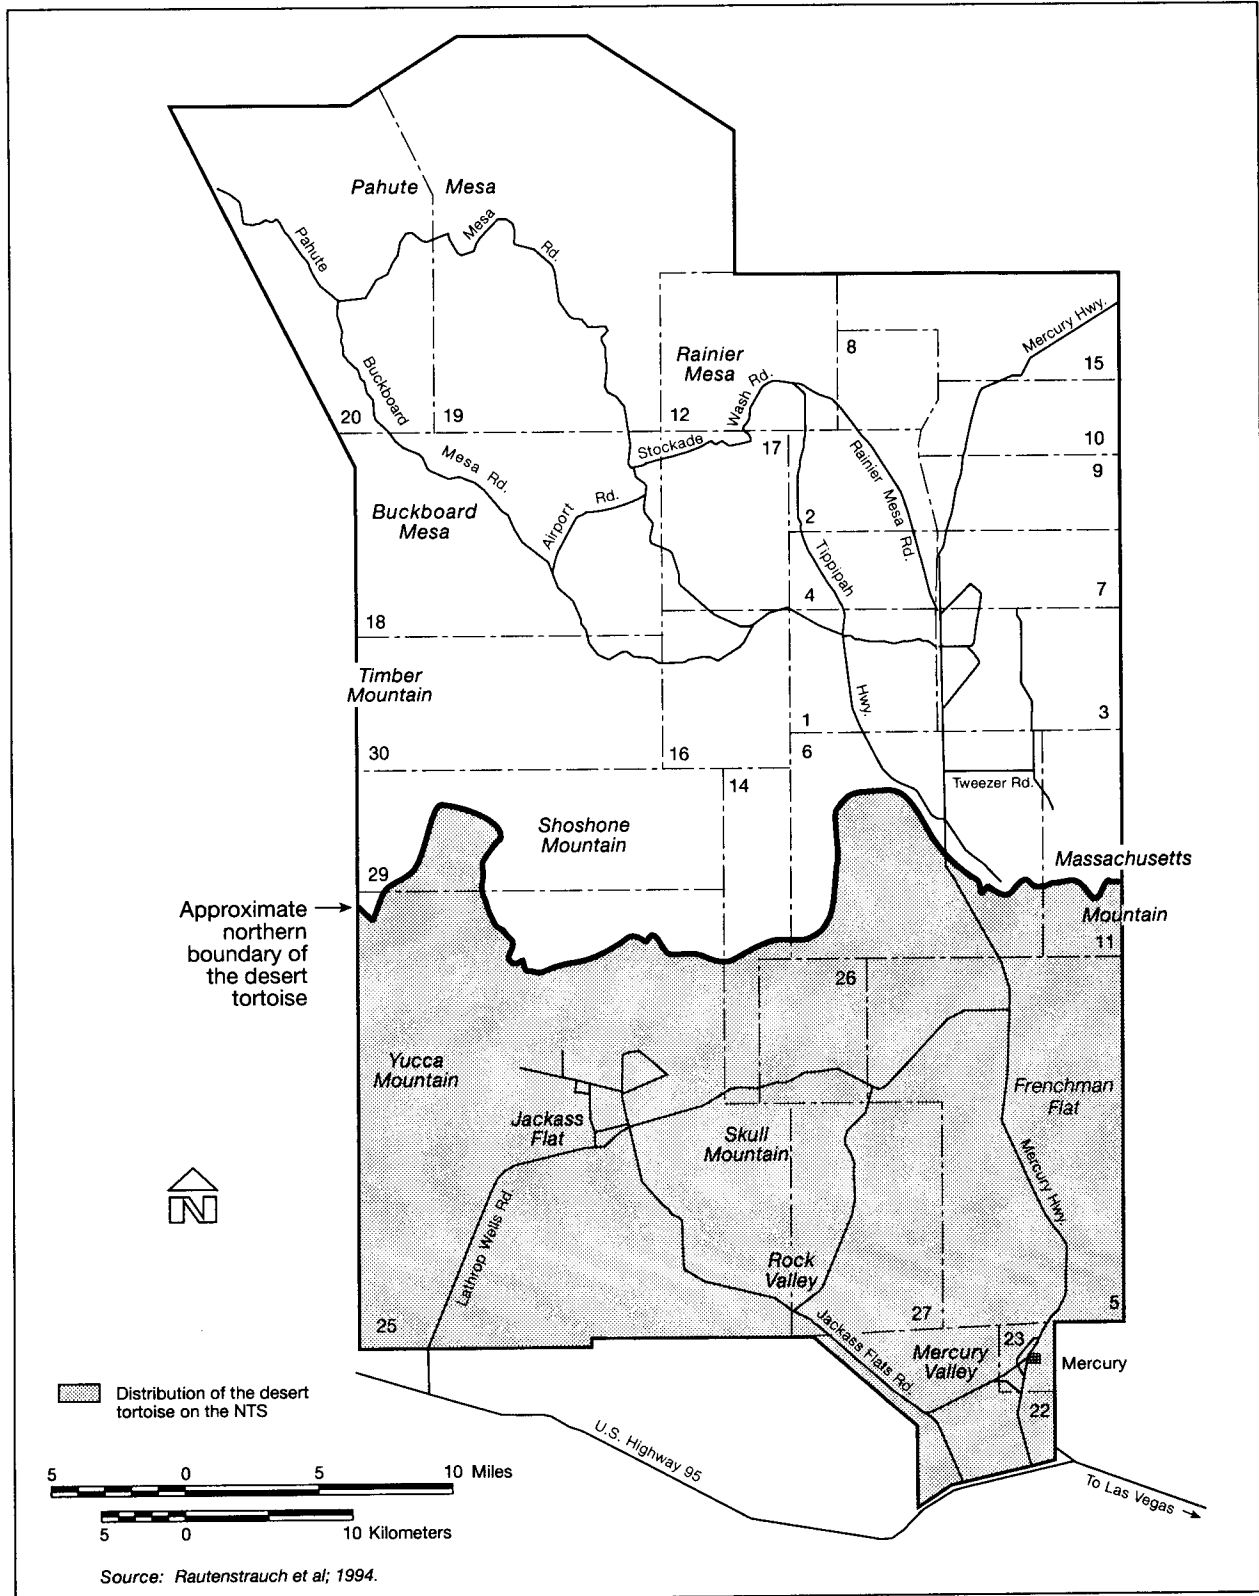 Pahute Mesa
Mesa
Rd.
Pahute
Mercury Hwy.
8
Rainier
Mesa
15
Buckboard
Wash Rd.
20
19
12
10
Stockade
17
Rainier Mesa Rd.
9
Mesa Rd.
Airport Rd.
Buckboard
Mesa
2
Tippipah
4
7
18
Timber
Mountain
Hwy.
1
3
30
16
6
14
Tweezer Rd.
Shoshone
Mountain
Massachusetts
Mountain
29
Approximate
northern
boundary of
the desert
tortoise
11
26
Yucca
Mountain
Frenchman
Flat
Jackass
Flat
Skull
Mountain
Mercury Hwy.
N
Lathrop Wells Rd
Rock
Valley
25
Jackass Flats Rd.
27
5
23
Mercury
Valley
Mercury
22
Distribution of the desert
tortoise on the NTS
U.S. Highway 95
5 0 5 10 Miles
To Las Vegas
5 0 10 Kilometers
Source: Rautenstrauch et al; 1994.